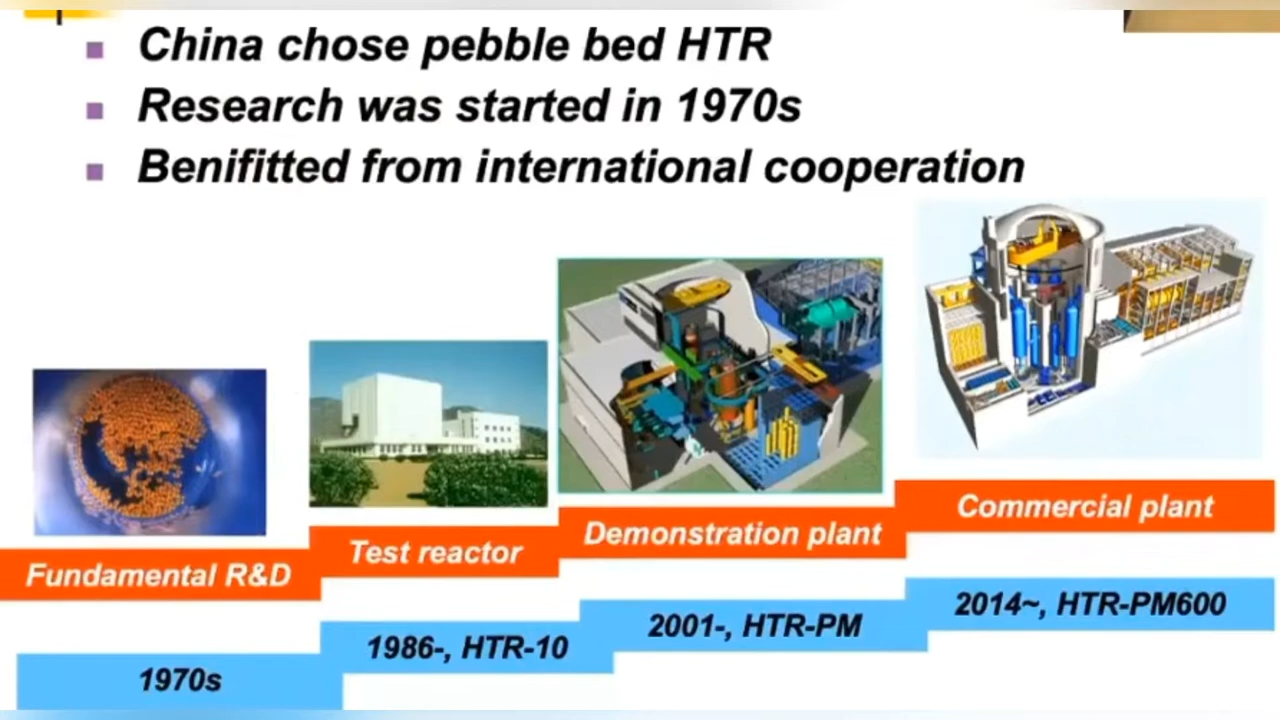 China chose pebble bed HTR
Research was started in 1970s
Benifitted from international cooperation
Fundamental R&D
Test reactor
Demonstration plant
Commercial plant
1970s
1986-, HTR-10
2001-, HTR-PM
2014~, HTR-PM600